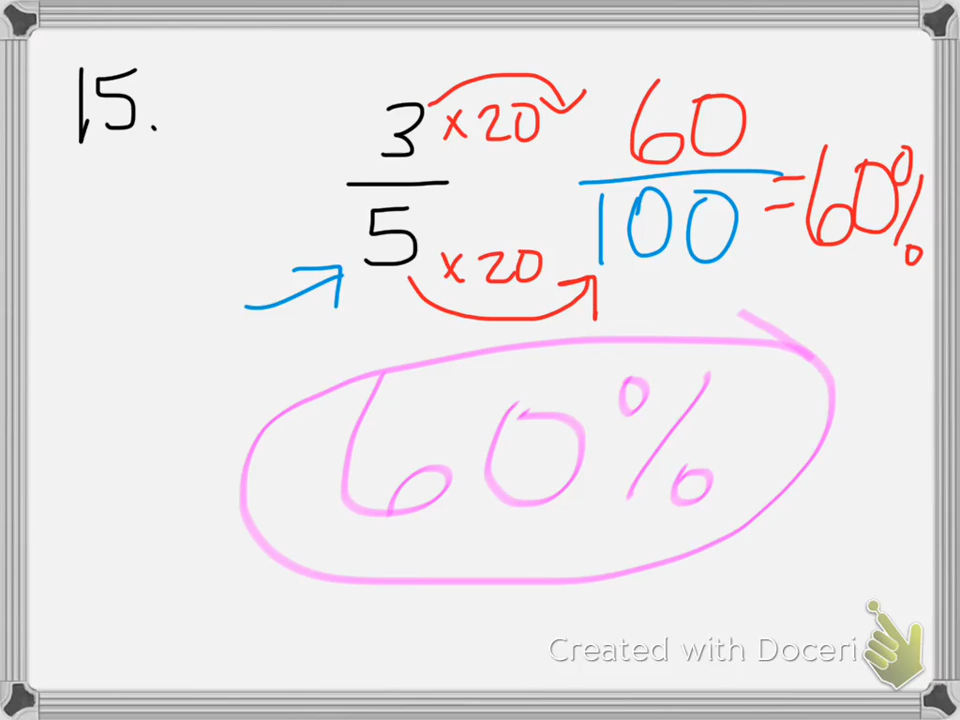 15.
3 x 20 60
5 x 20 100 = 60%
60%
Created with Doceri